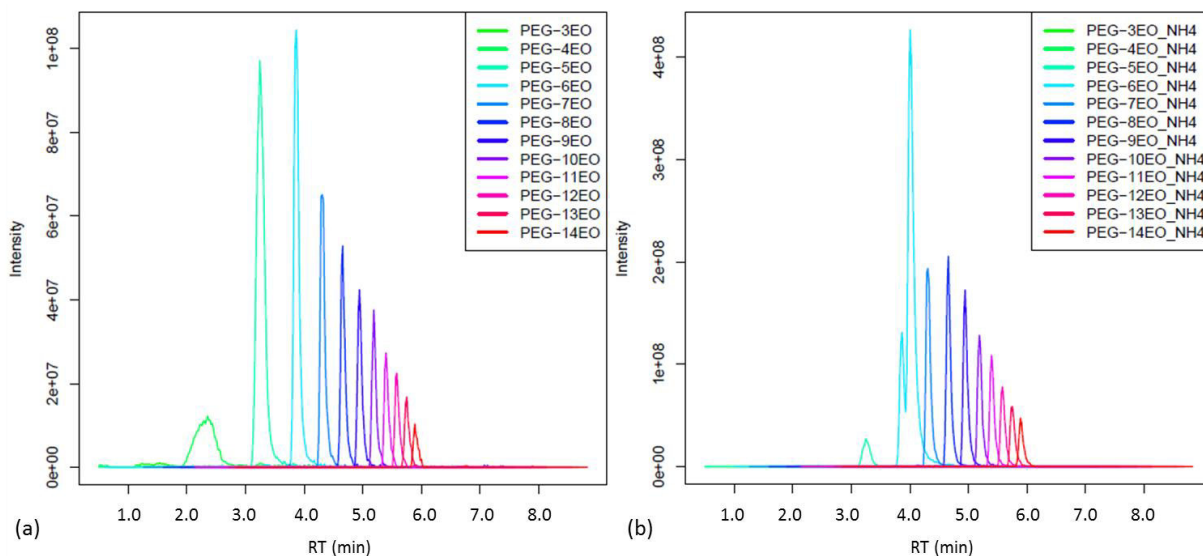 PEG−3EO
PEG−4EO
PEG−5EO
PEG−6EO
PEG−7EO
PEG−8EO
PEG−9EO
PEG−10EO
PEG−11EO
PEG−12EO
PEG−13EO
PEG−14EO
Intensity
1e+08
8e+07
6e+07
4e+07
2e+07
0e+00
1.0 2.0 3.0 4.0 5.0 6.0 7.0 8.0
(a)
RT (min)
PEG−3EO_NH4
PEG−4EO_NH4
PEG−5EO_NH4
PEG−6EO_NH4
PEG−7EO_NH4
PEG−8EO_NH4
PEG−9EO_NH4
PEG−10EO_NH4
PEG−11EO_NH4
PEG−12EO_NH4
PEG−13EO_NH4
PEG−14EO_NH4
Intensity
4e+08
3e+08
2e+08
1e+08
0e+00
1.0 2.0 3.0 4.0 5.0 6.0 7.0 8.0
(b)
RT (min)